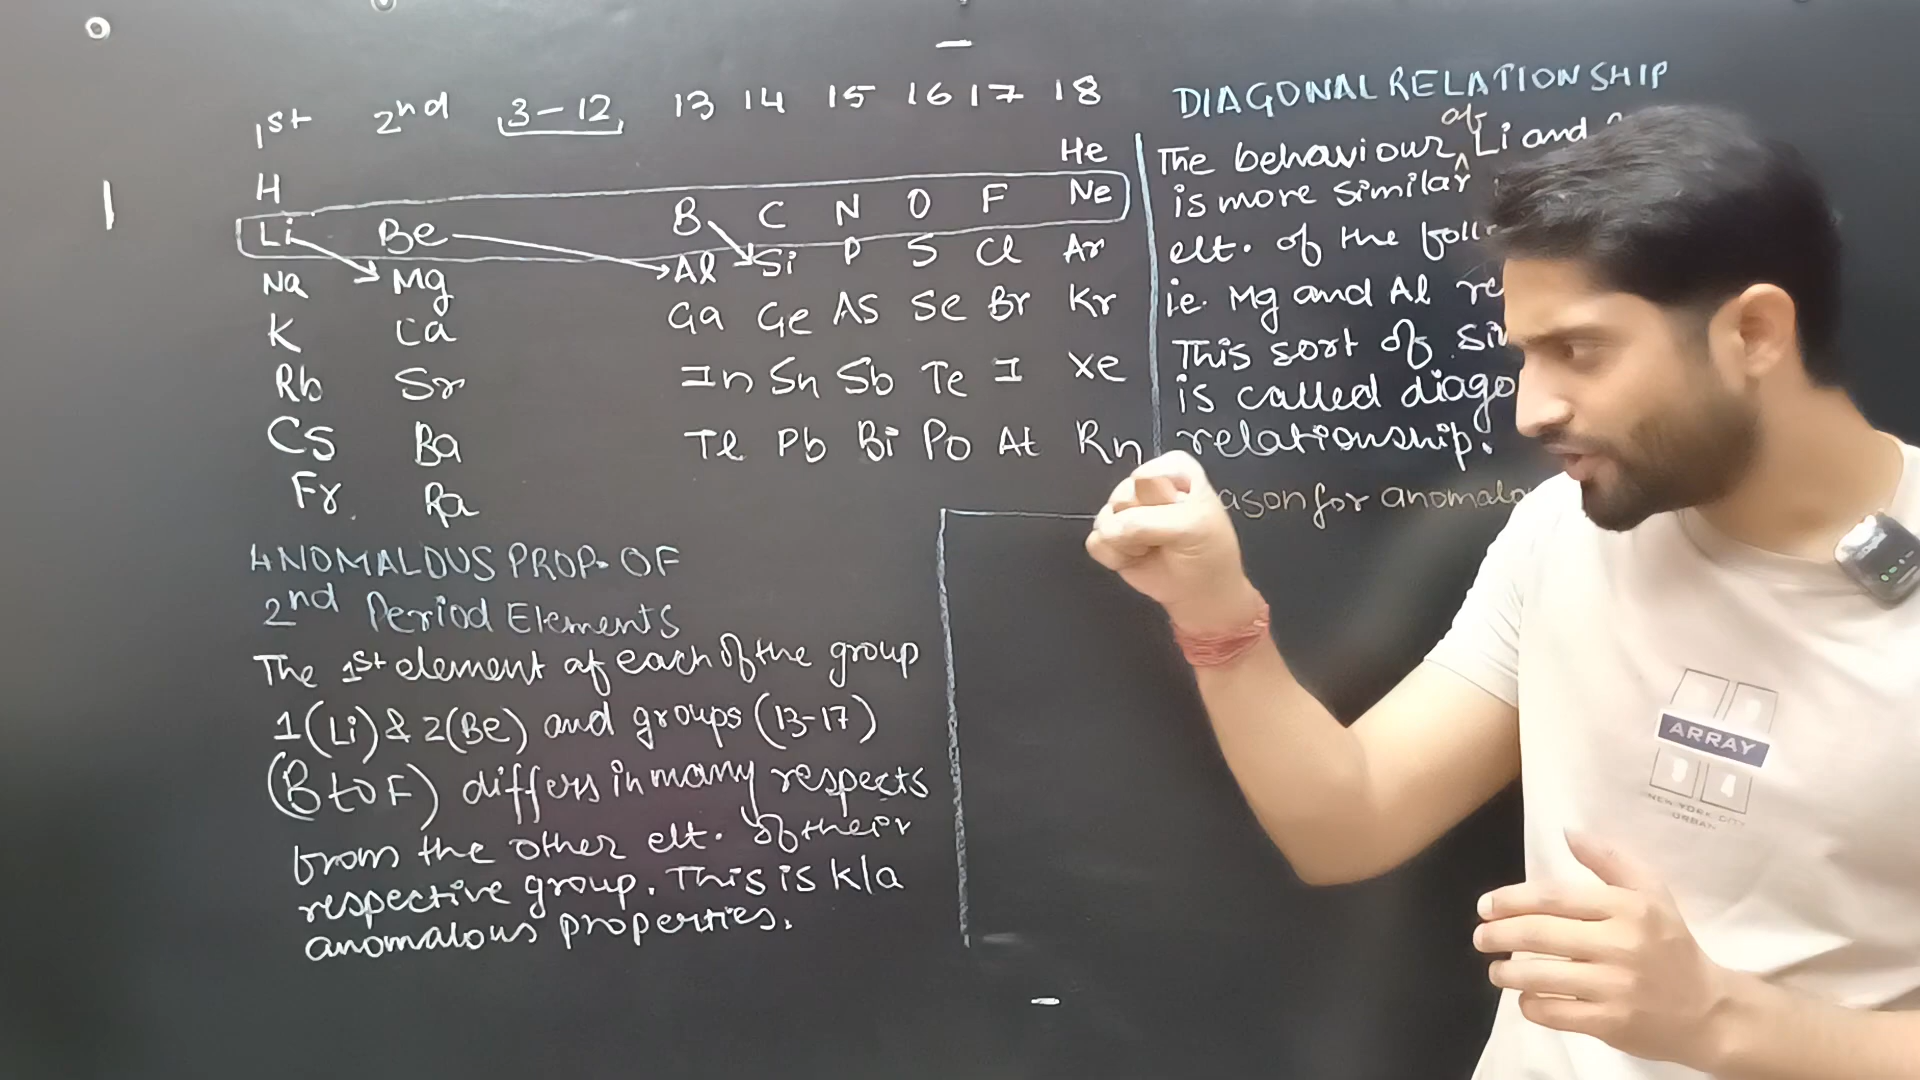 1st 2nd 3-12 13 14 15 16 17 18
H He
Li Be B C N O F Ne
Na Mg Al Si P S Cl Ar
K Ca Ga Ge As Se Br Kr
Rb Sr In Sn Sb Te I Xe
Cs Ba Tl Pb Bi Po At Rn
Fr Ra
ANOMALOUS PROP. OF
2nd Period Elements
The 1st element of each of the group
1(Li) & 2(Be) and groups (13-17)
(B to F) differs in many respects
from the other elt. of their
respective group. This is k/a
anomalous properties.
DIAGONAL RELATIONSHIP
of
The behaviour ^ Li and
is more similar
elt. of the
ie. Mg and Al
This sort of
is called
relationship.
for
ARRAY
NEW YORK CITY
URBAN